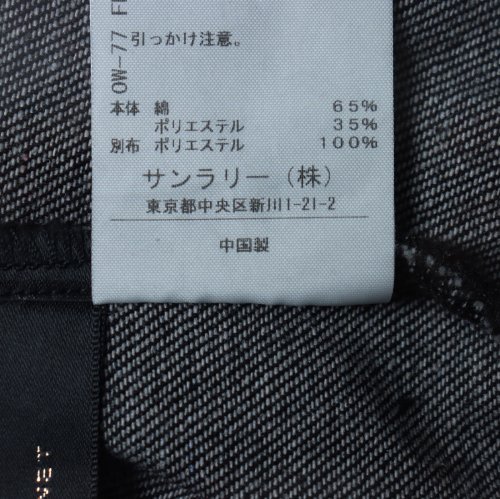 OW-77
引っかけ注意。
本体 綿 65%
ポリエステル 35%
別布 ポリエステル 100%
サンラリー(株)
東京都中央区新川1-21-2
中国製